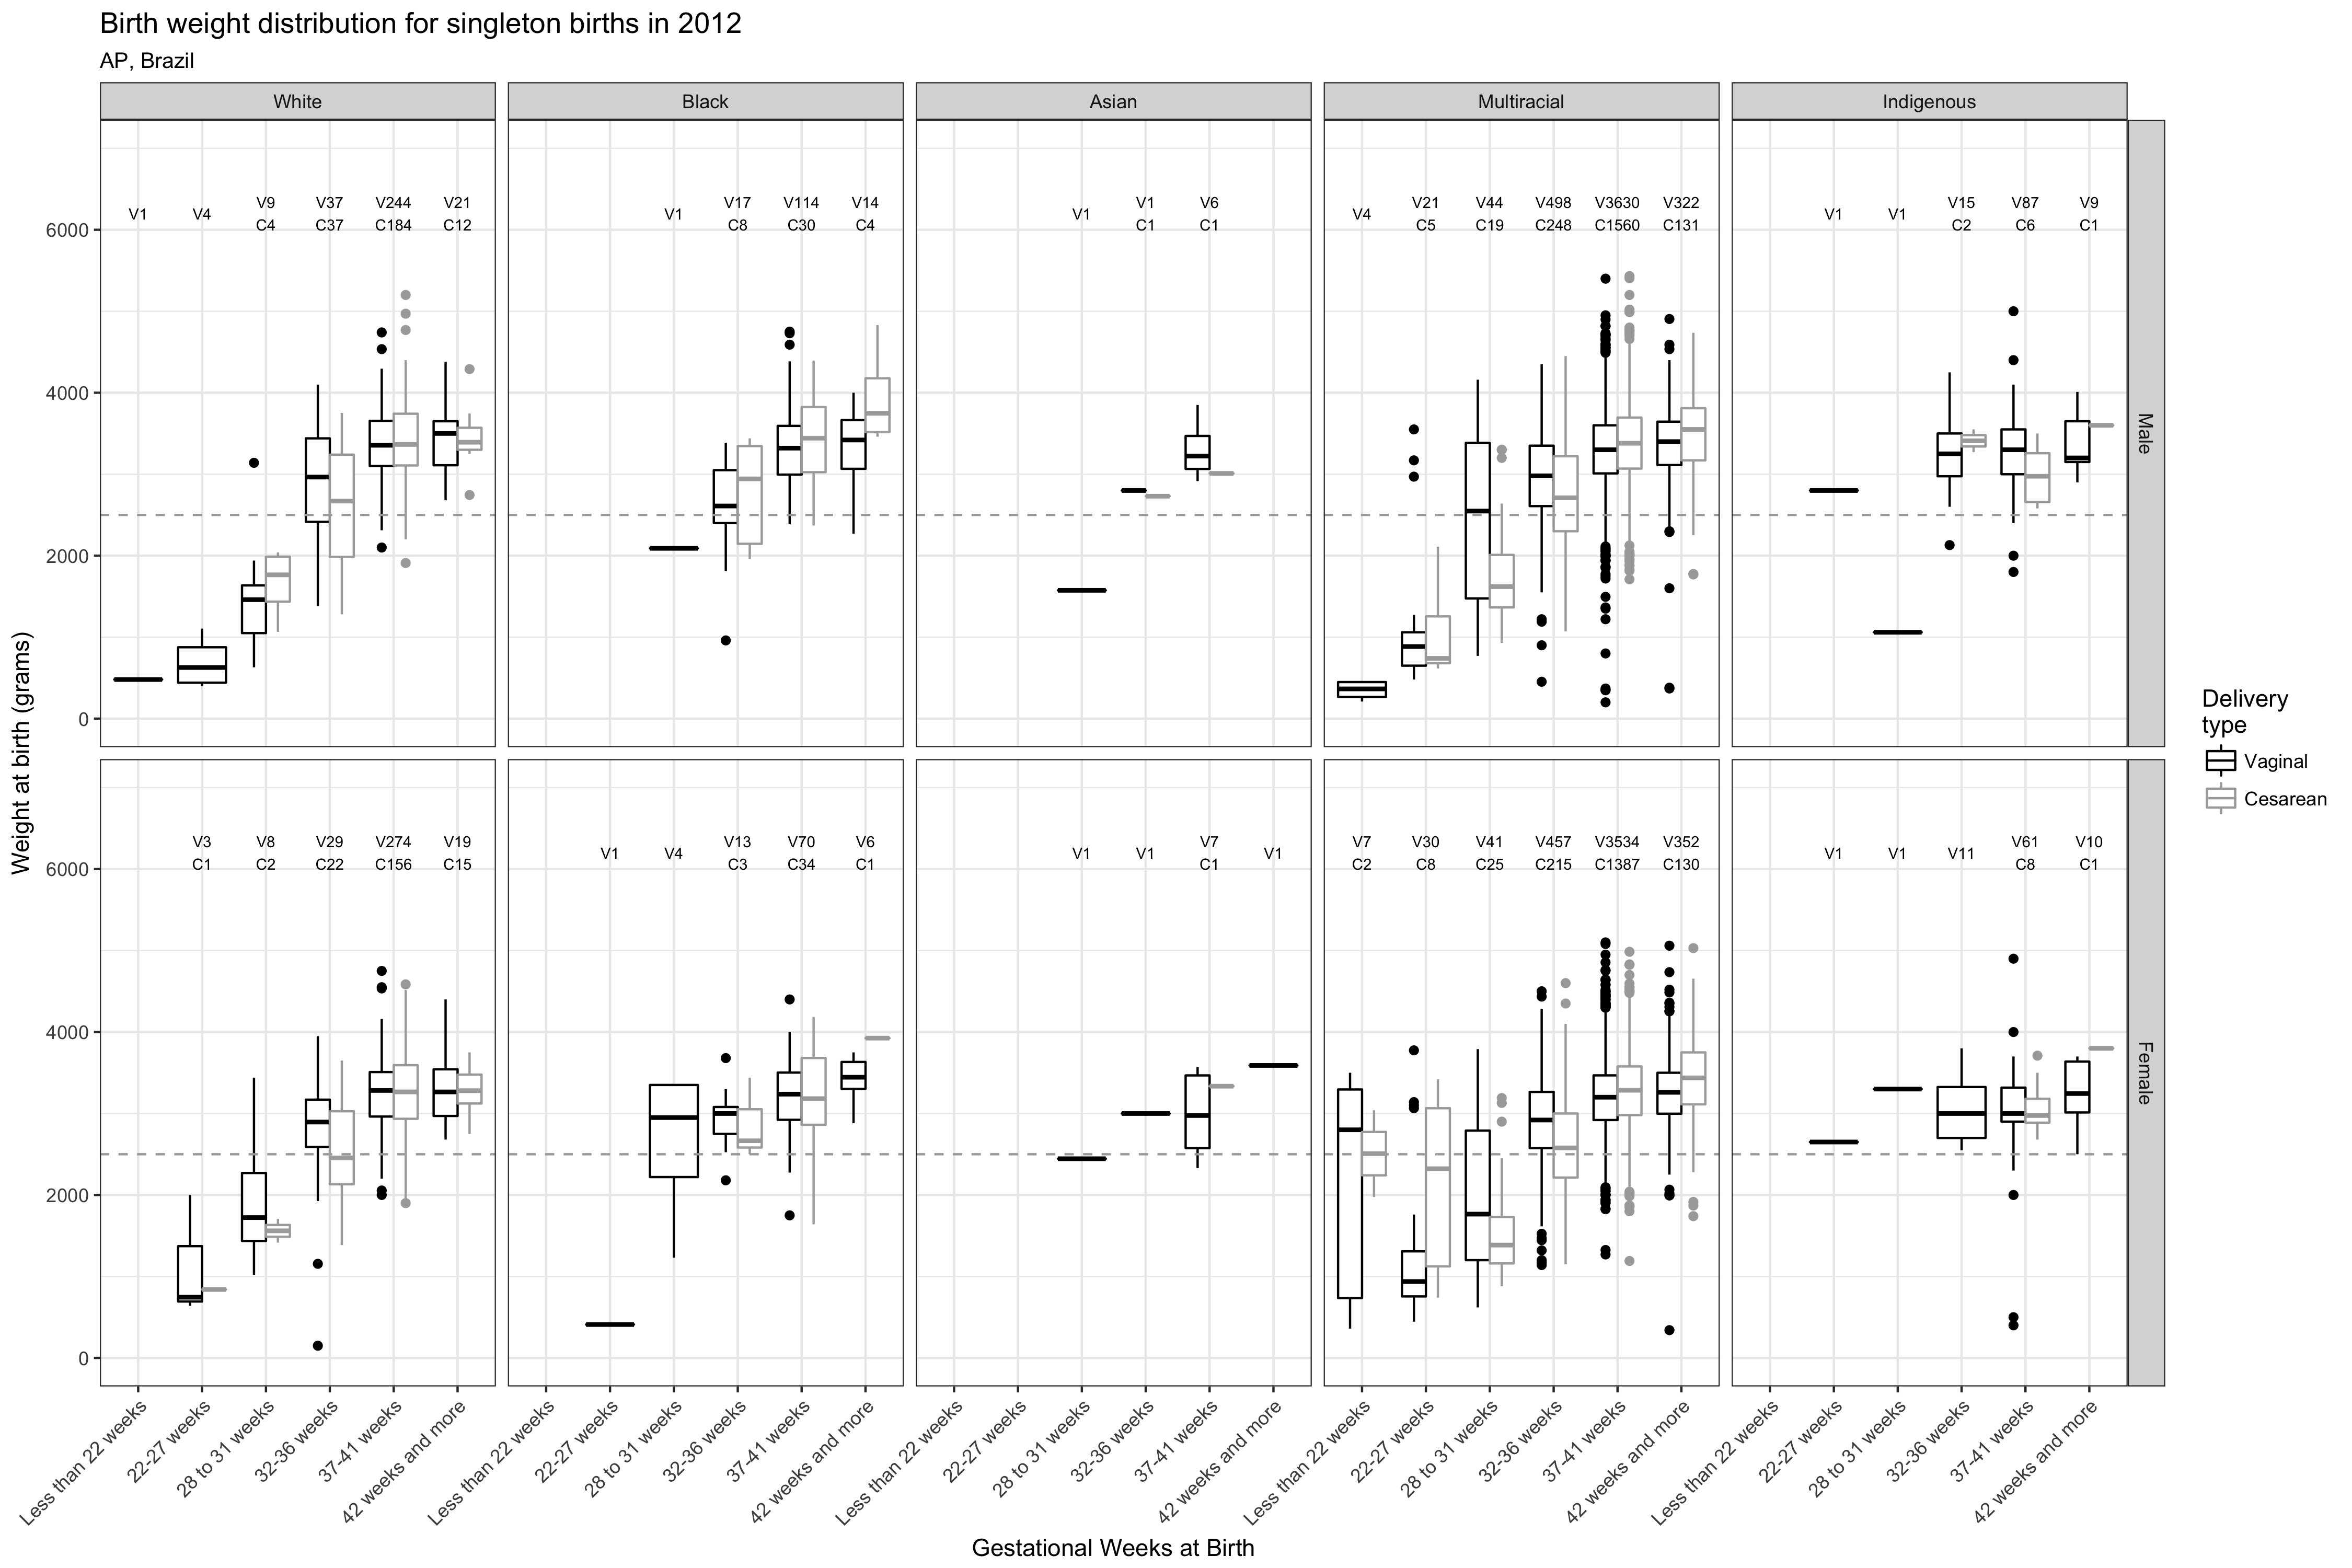 Birth weight distribution for singleton births in 2012
AP, Brazil
White
Black
Asian
Multiracial
Indigenous
Weight at birth (grams)
6000
4000
2000
0
V1
V4
V9
C4
V37
C37
V244
C184
V21
C12
V1
V17
C8
V114
C30
V14
C4
V1
V1
C1
V6
C1
V4
V21
C5
V44
C19
V498
C248
V3630
C1560
V322
C131
V1
V1
V15
C2
V87
C6
V9
C1
Male
6000
4000
2000
0
V3
C1
V8
C2
V29
C22
V274
C156
V19
C15
V1
V4
V13
C3
V70
C34
V6
C1
V1
V1
V7
C1
V1
V7
C2
V30
C8
V41
C25
V457
C215
V3534
C1387
V352
C130
V1
V1
V11
V61
C8
V10
C1
Female
Less than 22 weeks
22-27 weeks
28 to 31 weeks
32-36 weeks
37-41 weeks
42 weeks and more
Less than 22 weeks
22-27 weeks
28 to 31 weeks
32-36 weeks
37-41 weeks
42 weeks and more
Less than 22 weeks
22-27 weeks
28 to 31 weeks
32-36 weeks
37-41 weeks
42 weeks and more
Less than 22 weeks
22-27 weeks
28 to 31 weeks
32-36 weeks
37-41 weeks
42 weeks and more
Less than 22 weeks
22-27 weeks
28 to 31 weeks
32-36 weeks
37-41 weeks
42 weeks and more
Gestational Weeks at Birth
Delivery
type
Vaginal
Cesarean